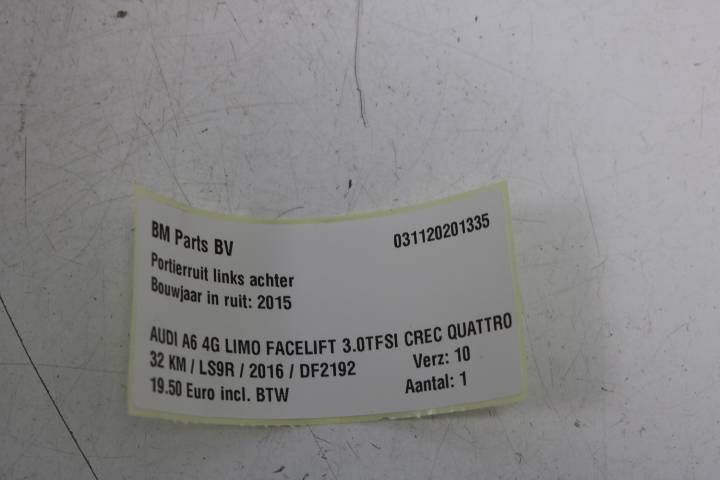 BM Parts BV
031120201335
Portierruit links achter
Bouwjaar in ruit: 2015
AUDI A6 4G LIMO FACELIFT 3.0TFSI CREC QUATTRO
32 KM / LS9R / 2016 / DF2192 Verz: 10
19.50 Euro incl. BTW Aantal: 1